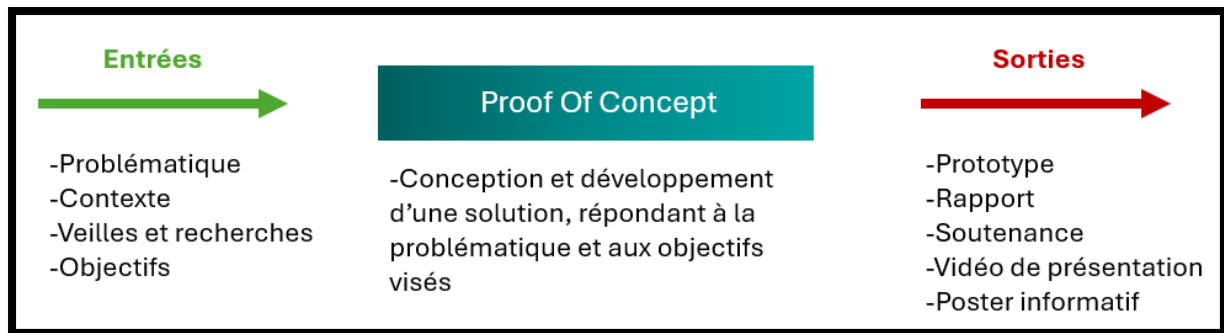 Entrées
-Problématique
-Contexte
-Veilles et recherches
-Objectifs
Proof Of Concept
-Conception et développement
d’une solution, répondant à la
problématique et aux objectifs
visés
Sorties
-Prototype
-Rapport
-Soutenance
-Vidéo de présentation
-Poster informatif